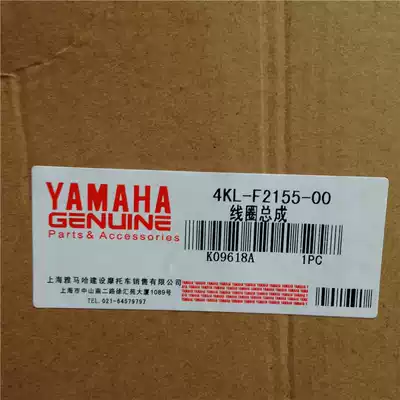 YAMAHA
GENUINE
Parts & Accessories
4KL-F2155-00
线圈总成
K09618A 1PC
上海雅马哈建设摩托车销售有限公司
上海市中山南二路徐汇苑大厦1089号
TEL.021-64579797